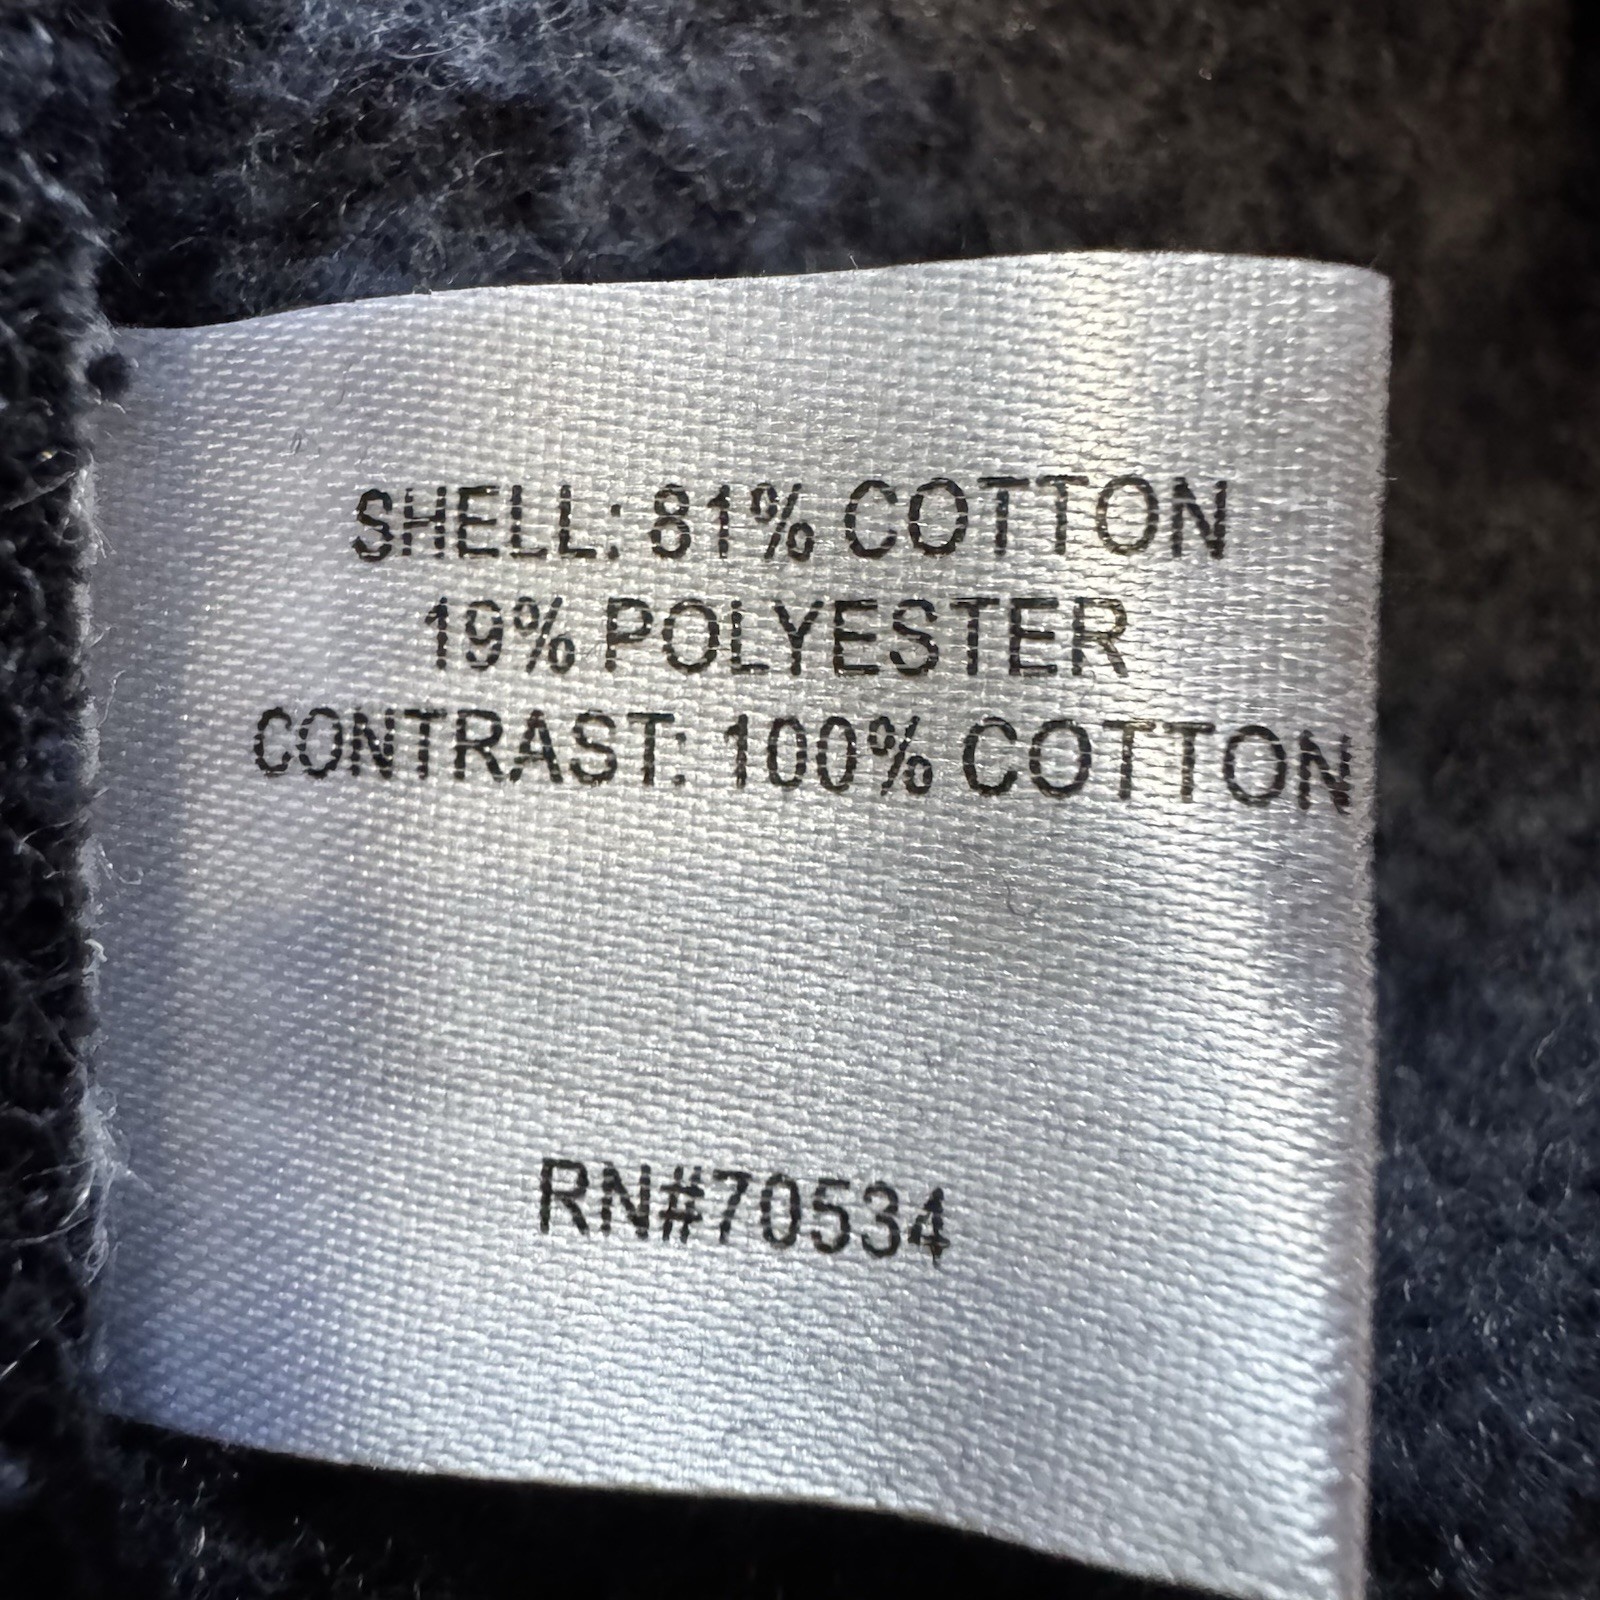 SHELL: 81% COTTON
19% POLYESTER
CONTRAST: 100% COTTON
RN#70534